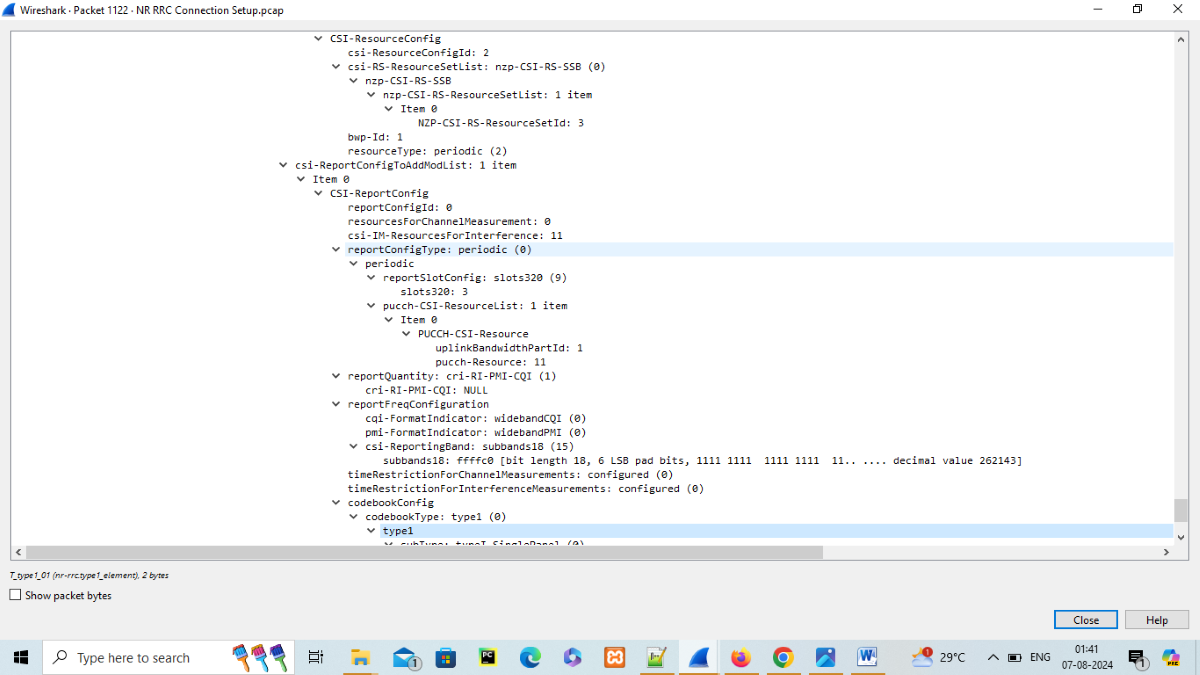 Wireshark · Packet 1122 · NR RRC Connection Setup.pcap
CSI-ResourceConfig
csi-ResourceConfigId: 2
csi-RS-ResourceSetList: nzp-CSI-RS-SSB (0)
nzp-CSI-RS-SSB
nzp-CSI-RS-ResourceSetList: 1 item
Item 0
NZP-CSI-RS-ResourceSetId: 3
bwp-Id: 1
resourceType: periodic (2)
csi-ReportConfigToAddModList: 1 item
Item 0
CSI-ReportConfig
reportConfigId: 0
resourcesForChannelMeasurement: 0
csi-IM-ResourcesForInterference: 11
reportConfigType: periodic (0)
periodic
reportSlotConfig: slots320 (9)
slots320: 3
pucch-CSI-ResourceList: 1 item
Item 0
PUCCH-CSI-Resource
uplinkBandwidthPartId: 1
pucch-Resource: 11
reportQuantity: cri-RI-PMI-CQI (1)
cri-RI-PMI-CQI: NULL
reportFreqConfiguration
cqi-FormatIndicator: widebandCQI (0)
pmi-FormatIndicator: widebandPMI (0)
csi-ReportingBand: subbands18 (15)
subbands18: ffffc0 [bit length 18, 6 LSB pad bits, 1111 1111  1111 1111  11.. .... decimal value 262143]
timeRestrictionForChannelMeasurements: configured (0)
timeRestrictionForInterferenceMeasurements: configured (0)
codebookConfig
codebookType: type1 (0)
type1
subType: typeI-SinglePanel (0)
T_type1_01 (nr-rrc.type1_element), 2 bytes
Show packet bytes
Close Help
Type here to search 1 PC W 29°C ENG 01:41 1
07-08-2024